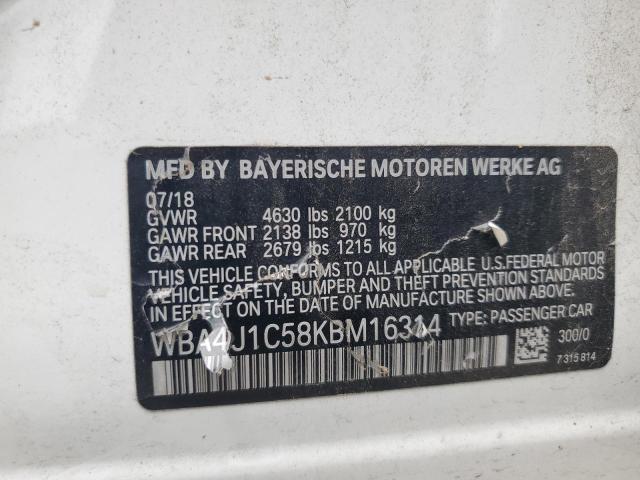 MFD BY BAYERISCHE MOTOREN WERKE AG
07/18
GVWR 4630 lbs 2100 kg
GAWR FRONT 2138 lbs 970 kg
GAWR REAR 2679 lbs 1215 kg
THIS VEHICLE CONFORMS TO ALL APPLICABLE U.S.FEDERAL MOTOR
VEHICLE SAFETY, BUMPER AND THEFT PREVENTION STANDARDS
IN EFFECT ON THE DATE OF MANUFACTURE SHOWN ABOVE.
WBA4J1C58KBM16314 TYPE: PASSENGER CAR
300/0
7 315 814